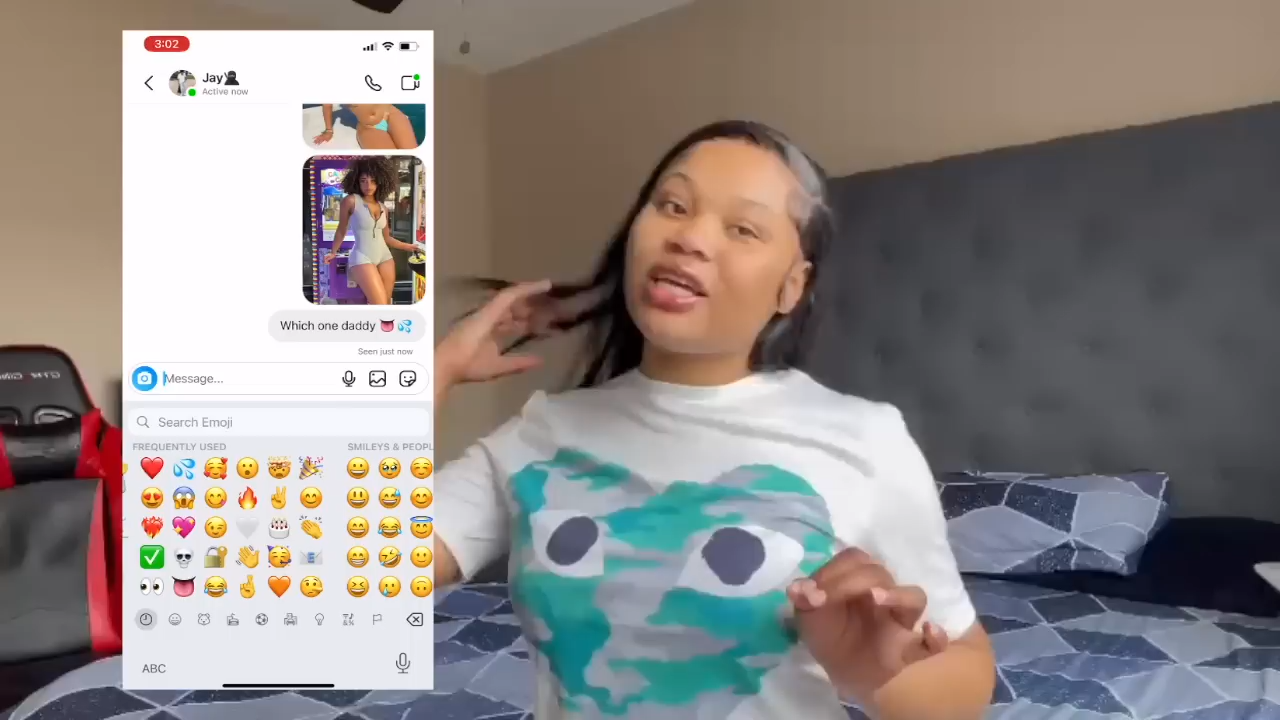 3:02
Jay
Active now
Which one daddy 👅💦
Seen just now
Message...
Search Emoji
FREQUENTLY USED
SMILEYS & PEOPL
ABC